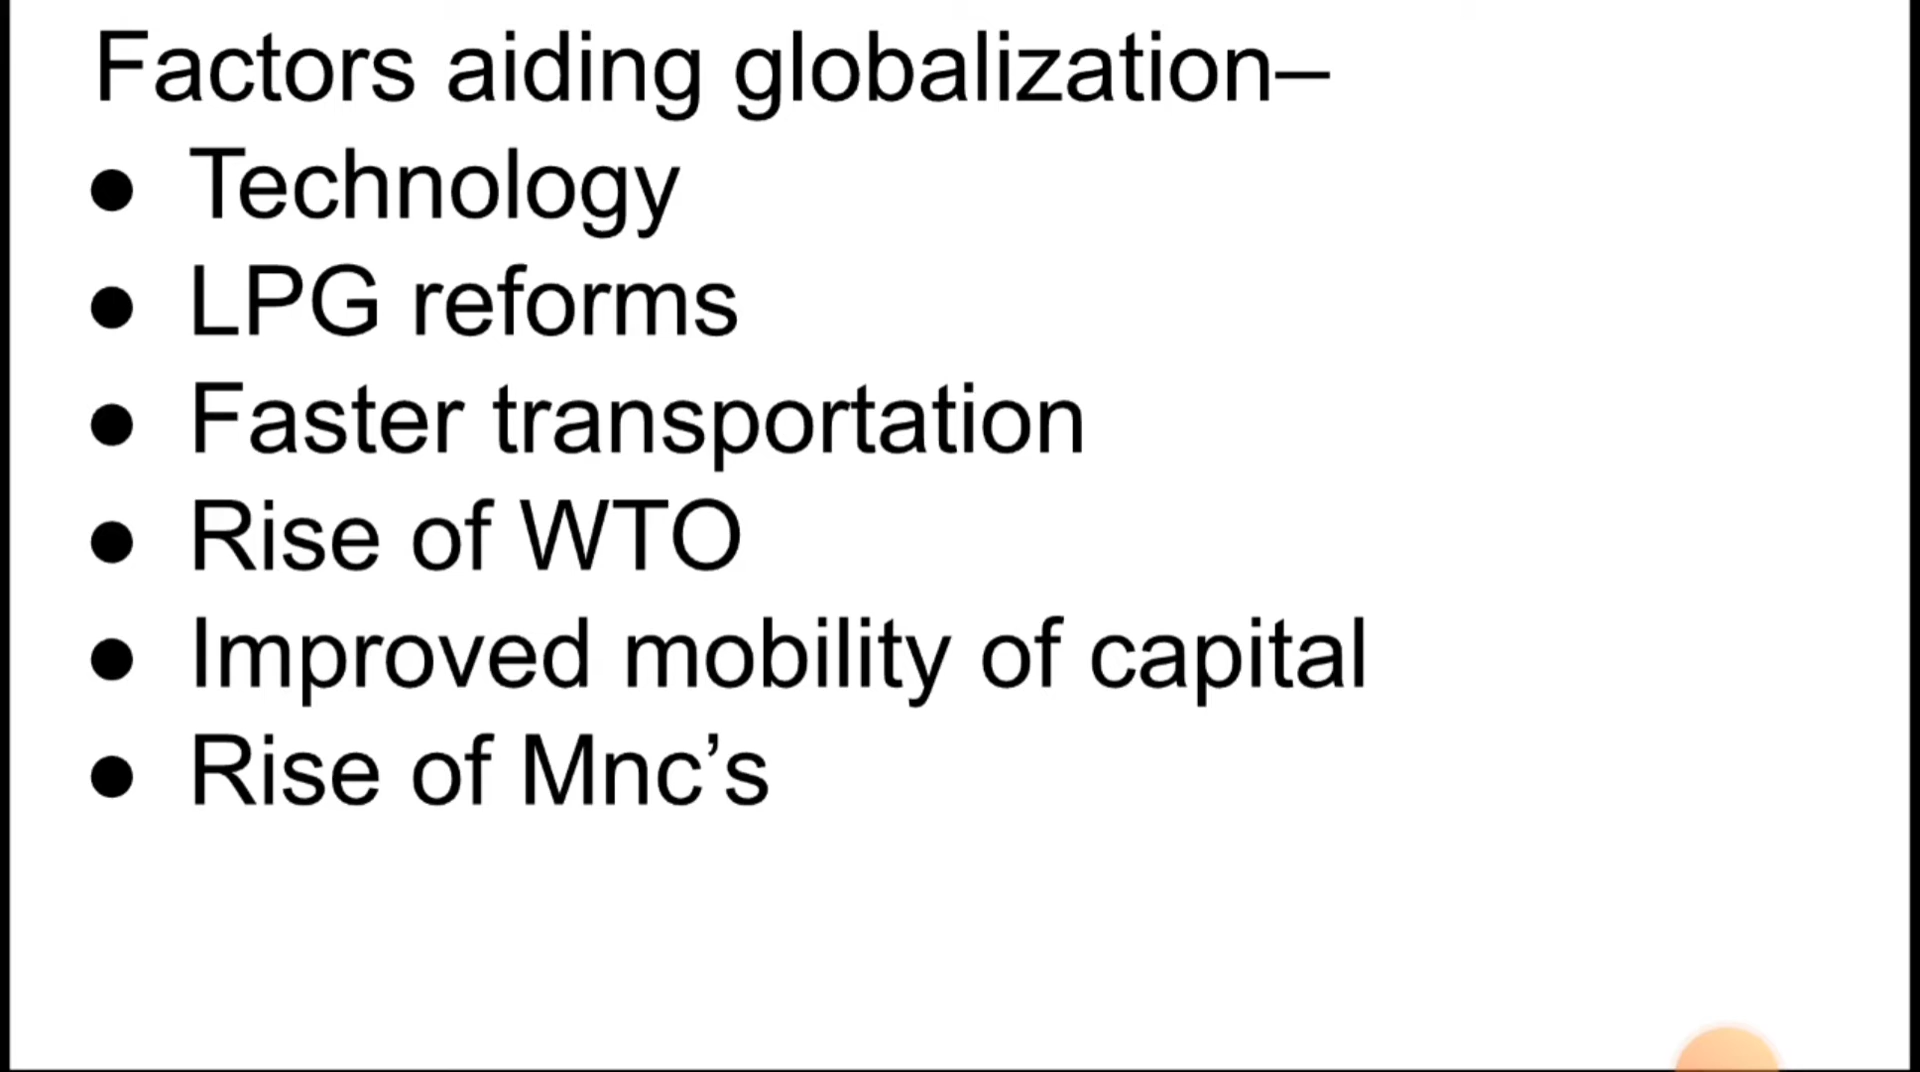 Factors aiding globalization–
● Technology
● LPG reforms
● Faster transportation
● Rise of WTO
● Improved mobility of capital
● Rise of Mnc’s